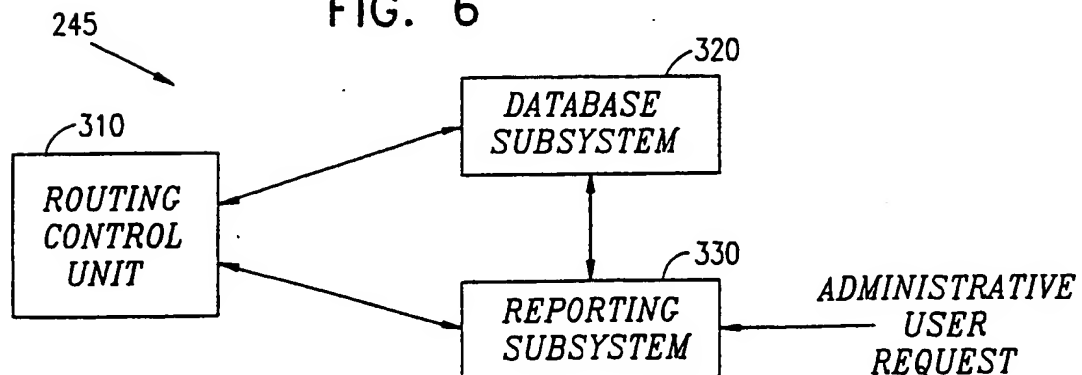 FIG. 6
245
320
DATABASE
SUBSYSTEM
310
ROUTING
CONTROL
UNIT
330
REPORTING
SUBSYSTEM
ADMINISTRATIVE
USER
REQUEST